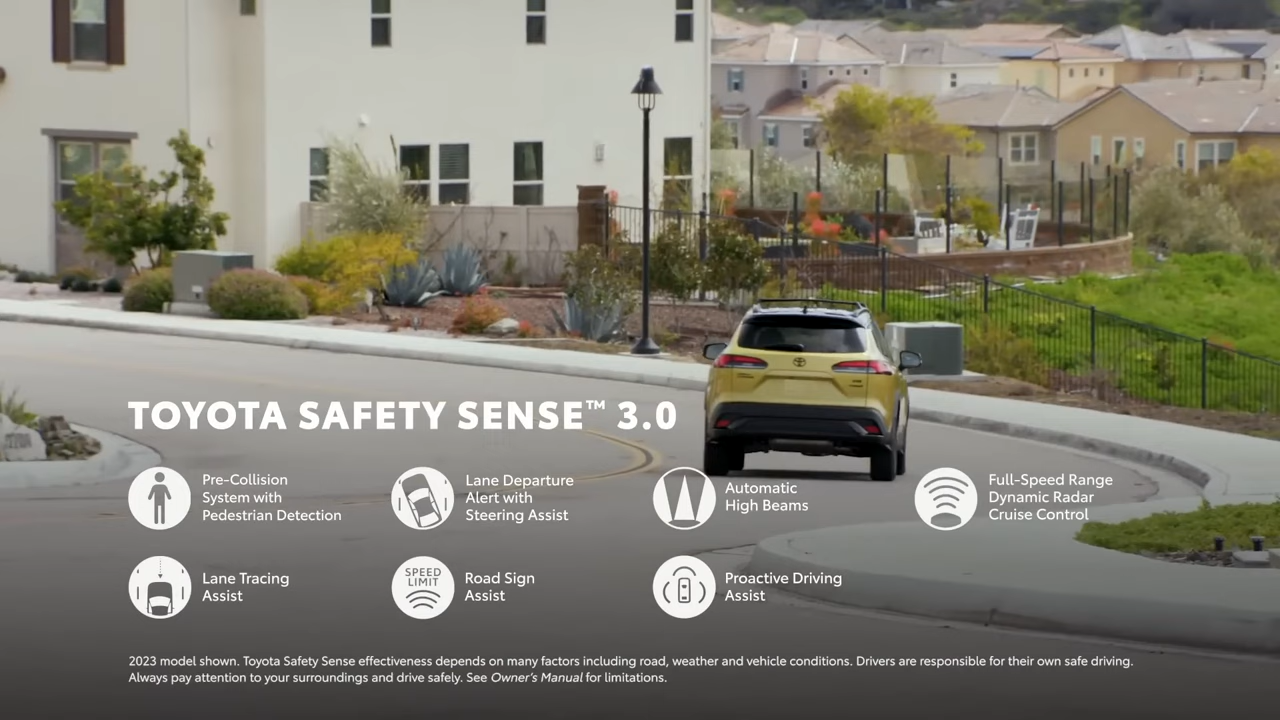 TOYOTA SAFETY SENSE™ 3.0
Pre-Collision
System with
Pedestrian Detection
Lane Departure
Alert with
Steering Assist
Automatic
High Beams
Full-Speed Range
Dynamic Radar
Cruise Control
Lane Tracing
Assist
SPEED
LIMIT
Road Sign
Assist
Proactive Driving
Assist
2023 model shown. Toyota Safety Sense effectiveness depends on many factors including road, weather and vehicle conditions. Drivers are responsible for their own safe driving.
Always pay attention to your surroundings and drive safely. See Owner's Manual for limitations.